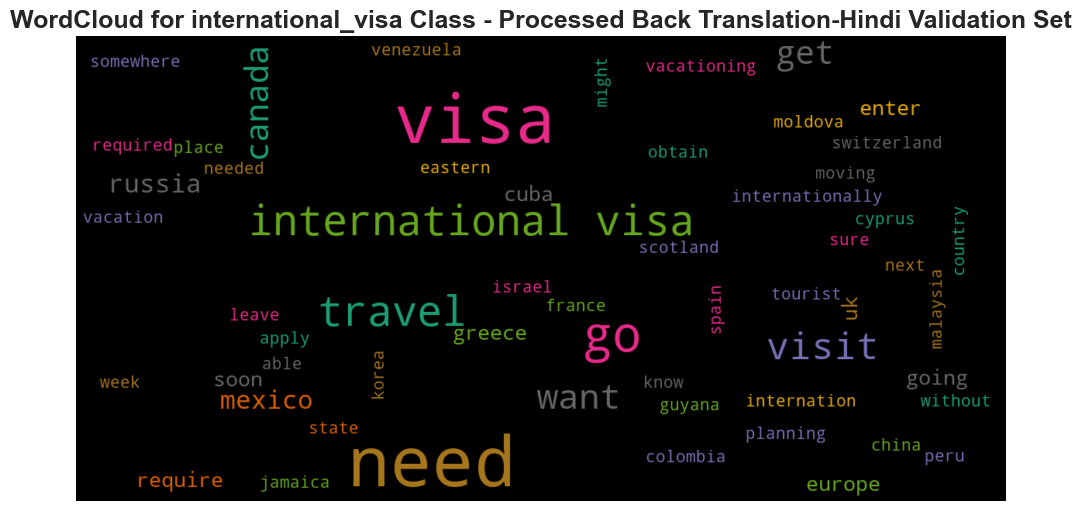 WordCloud for international_visa Class - Processed Back Translation-Hindi Validation Set
venezuela
get
somewhere
canada
might
vacationing
visa
enter
moldova
switzerland
required
place
obtain
needed
eastern
moving
russia
cuba
internationally
vacation
international visa
cyprus
country
scotland
sure
next
israel
tourist
malaysia
travel
france
spain
uk
leave
greece
go
apply
visit
able
korea
week
soon
know
going
mexico
want
guyana
internation
without
state
planning
china
need
colombia
peru
require
jamaica
europe